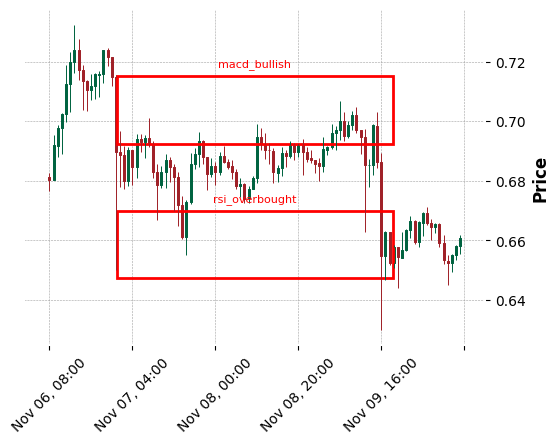 macd_bullish
rsi_overbought
0.72
0.70
0.68
0.66
0.64
Price
Nov 06, 08:00
Nov 07, 04:00
Nov 08, 00:00
Nov 08, 20:00
Nov 09, 16:00